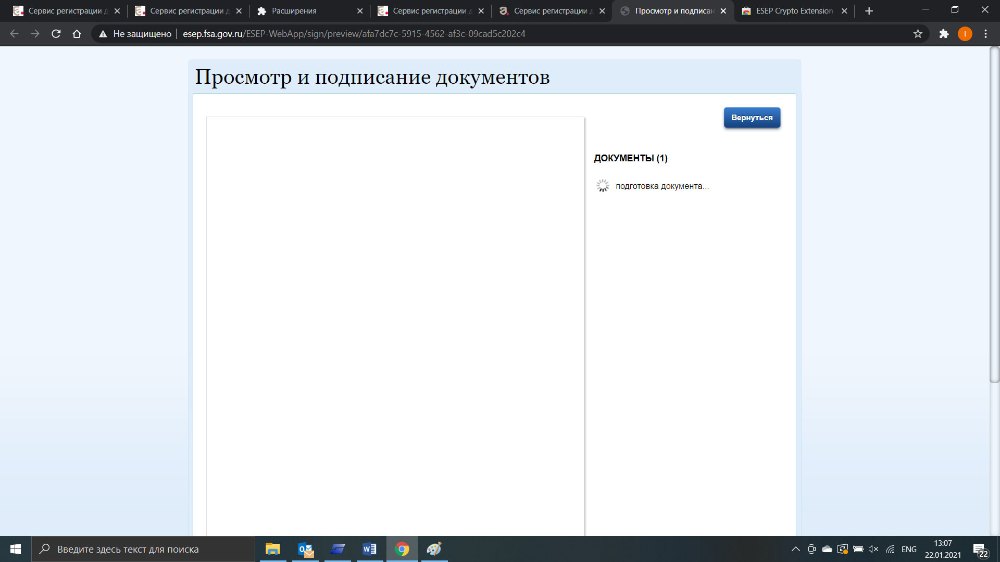 Сервис регистрации д
Сервис регистрации д
Расширения
Сервис регистрации д
Сервис регистрации д
Просмотр и подписан
ESEP Crypto Extension
Не защищено
esep.fsa.gov.ru/ESEP-WebApp/sign/preview/afa7dc7c-5915-4562-af3c-09cad5c202c4
I
Просмотр и подписание документов
Вернуться
ДОКУМЕНТЫ (1)
подготовка документа...
Введите здесь текст для поиска
ENG
13:07
22.01.2021
22